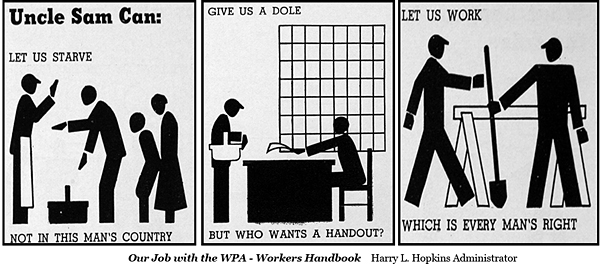 Uncle Sam Can:
LET US STARVE
NOT IN THIS MAN'S COUNTRY
GIVE US A DOLE
BUT WHO WANTS A HANDOUT?
LET US WORK
WHICH IS EVERY MAN'S RIGHT
Our Job with the WPA - Workers Handbook Harry L. Hopkins Administrator